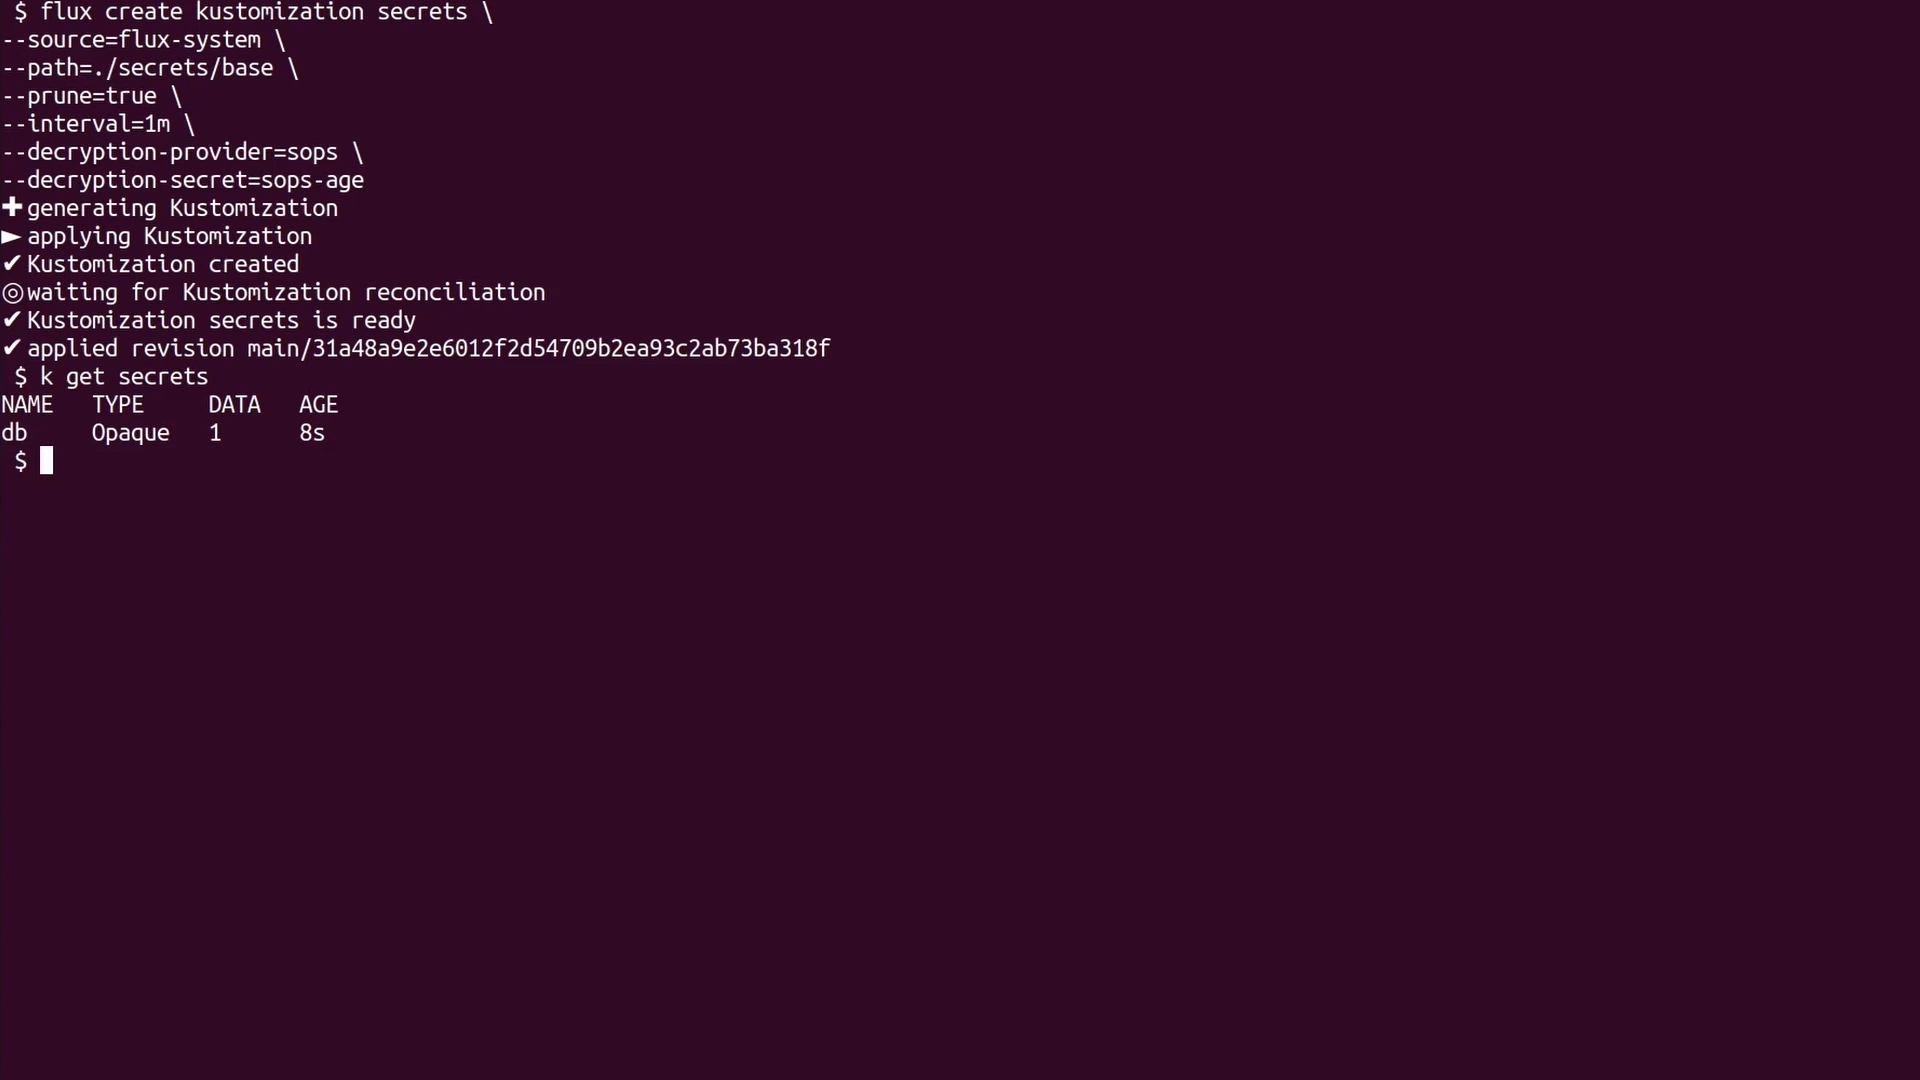 $ flux create kustomization secrets \
--source=flux-system \
--path=./secrets/base \
--prune=true \
--interval=1m \
--decryption-provider=sops \
--decryption-secret=sops-age
✚ generating Kustomization
► applying Kustomization
✔ Kustomization created
◎ waiting for Kustomization reconciliation
✔ Kustomization secrets is ready
✔ applied revision main/31a48a9e2e6012f2d54709b2ea93c2ab73ba318f
$ k get secrets
NAME   TYPE     DATA   AGE
db     Opaque   1      8s
$